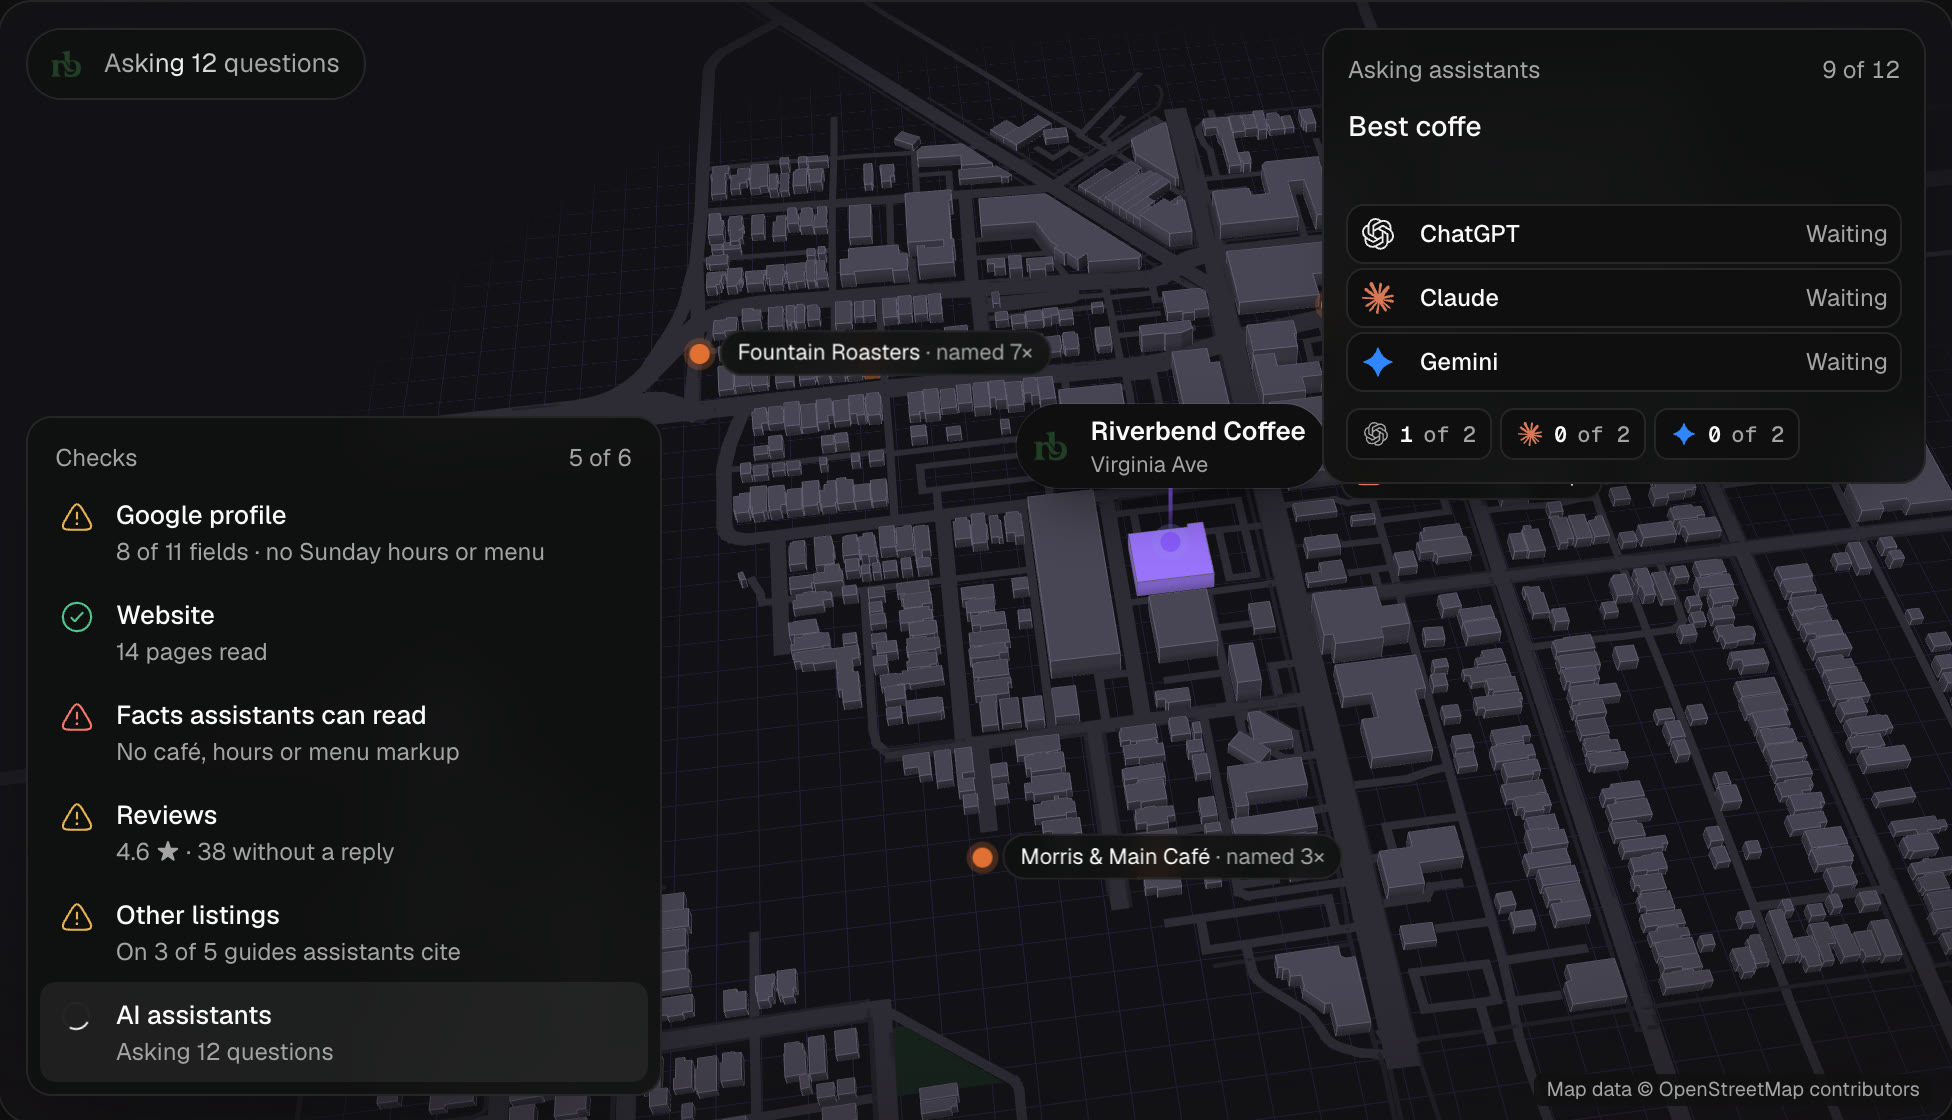 rb Asking 12 questions
Asking assistants 9 of 12
Best coffe
ChatGPT Waiting
Claude Waiting
Gemini Waiting
1 of 2 0 of 2 0 of 2
Fountain Roasters · named 7×
rb Riverbend Coffee
Virginia Ave
Morris & Main Café · named 3×
Checks 5 of 6
Google profile
8 of 11 fields · no Sunday hours or menu
Website
14 pages read
Facts assistants can read
No café, hours or menu markup
Reviews
4.6 ★ · 38 without a reply
Other listings
On 3 of 5 guides assistants cite
AI assistants
Asking 12 questions
Map data © OpenStreetMap contributors